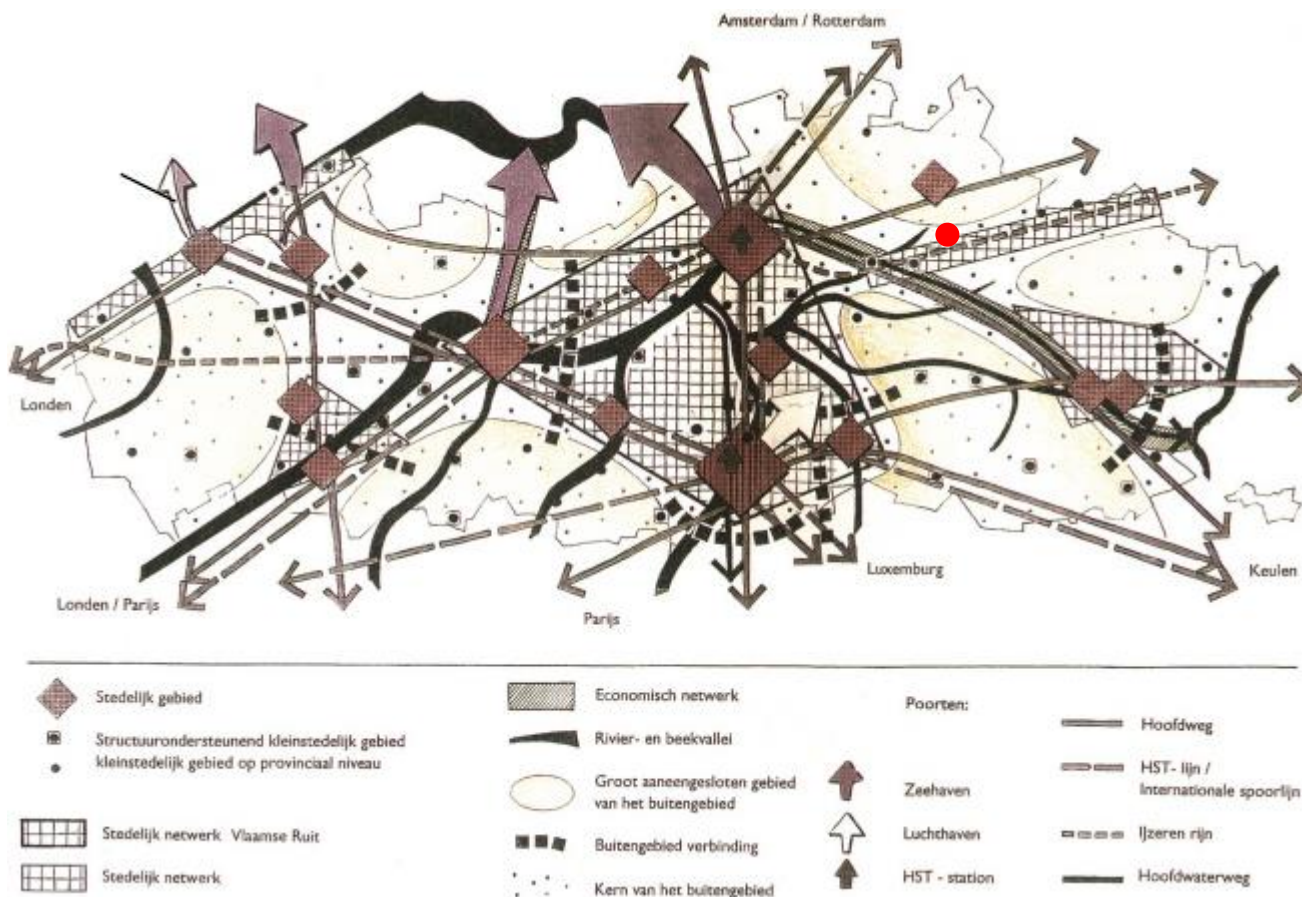 Amsterdam / Rotterdam
Londen
Londen / Parijs
Parijs
Luxemburg
Keulen
Stedelijk gebied
Structuurondersteunend kleinstedelijk gebied
kleinstedelijk gebied op provinciaal niveau
Stedelijk netwerk Vlaamse Ruit
Stedelijk netwerk
Economisch netwerk
Rivier- en beekvallei
Groot aaneengesloten gebied
van het buitengebied
Buitengebied verbinding
Kern van het buitengebied
Poorten:
Zeehaven
Luchthaven
HST - station
Hoofdweg
HST- lijn /
Internationale spoorlijn
IJzeren rijn
Hoofdwaterweg